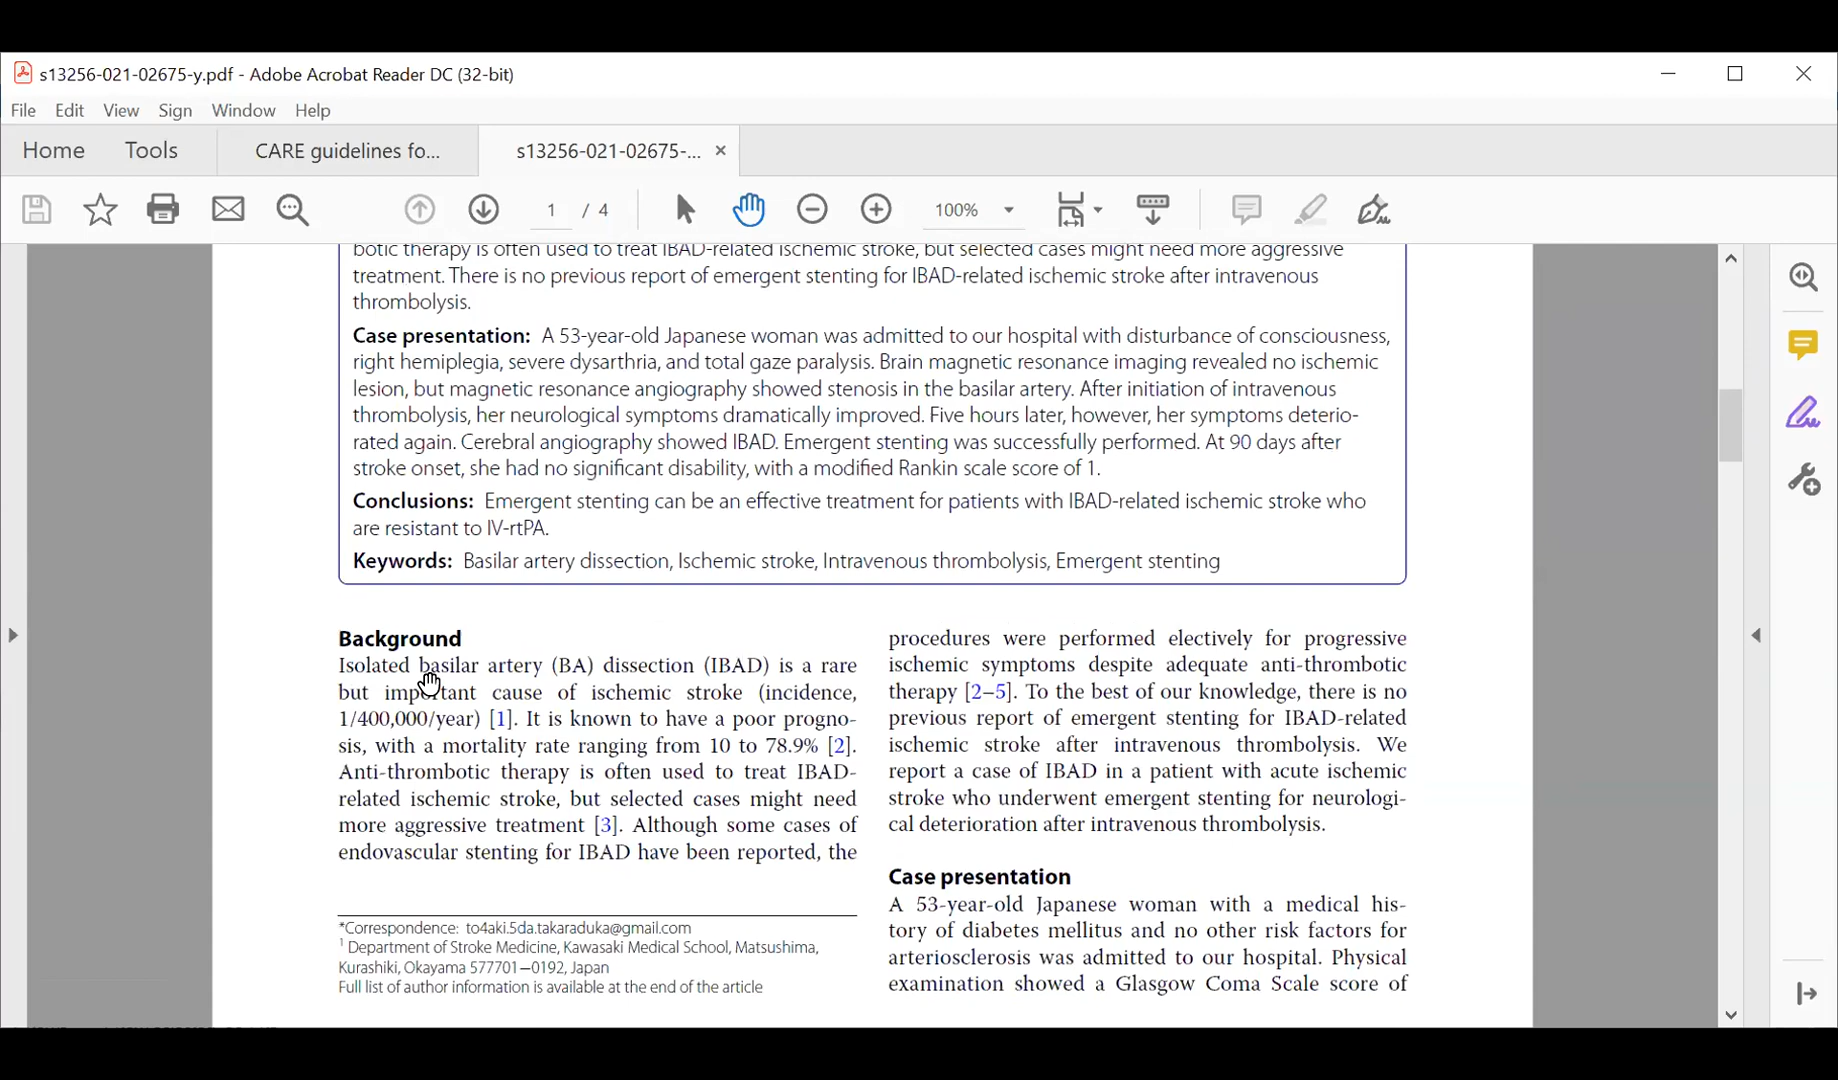 s13256-021-02675-y.pdf - Adobe Acrobat Reader DC (32-bit)
File Edit View Sign Window Help
Home Tools CARE guidelines fo... s13256-021-02675-... ×
1 / 4 100%
botic therapy is often used to treat IBAD-related ischemic stroke, but selected cases might need more aggressive
treatment. There is no previous report of emergent stenting for IBAD-related ischemic stroke after intravenous
thrombolysis.
Case presentation: A 53-year-old Japanese woman was admitted to our hospital with disturbance of consciousness,
right hemiplegia, severe dysarthria, and total gaze paralysis. Brain magnetic resonance imaging revealed no ischemic
lesion, but magnetic resonance angiography showed stenosis in the basilar artery. After initiation of intravenous
thrombolysis, her neurological symptoms dramatically improved. Five hours later, however, her symptoms deterio-
rated again. Cerebral angiography showed IBAD. Emergent stenting was successfully performed. At 90 days after
stroke onset, she had no significant disability, with a modified Rankin scale score of 1.
Conclusions: Emergent stenting can be an effective treatment for patients with IBAD-related ischemic stroke who
are resistant to IV-rtPA.
Keywords: Basilar artery dissection, Ischemic stroke, Intravenous thrombolysis, Emergent stenting
Background
Isolated basilar artery (BA) dissection (IBAD) is a rare
but important cause of ischemic stroke (incidence,
1/400,000/year) [1]. It is known to have a poor progno-
sis, with a mortality rate ranging from 10 to 78.9% [2].
Anti-thrombotic therapy is often used to treat IBAD-
related ischemic stroke, but selected cases might need
more aggressive treatment [3]. Although some cases of
endovascular stenting for IBAD have been reported, the
*Correspondence: to4aki.5da.takaraduka@gmail.com
1 Department of Stroke Medicine, Kawasaki Medical School, Matsushima,
Kurashiki, Okayama 577701–0192, Japan
Full list of author information is available at the end of the article
procedures were performed electively for progressive
ischemic symptoms despite adequate anti-thrombotic
therapy [2–5]. To the best of our knowledge, there is no
previous report of emergent stenting for IBAD-related
ischemic stroke after intravenous thrombolysis. We
report a case of IBAD in a patient with acute ischemic
stroke who underwent emergent stenting for neurologi-
cal deterioration after intravenous thrombolysis.
Case presentation
A 53-year-old Japanese woman with a medical his-
tory of diabetes mellitus and no other risk factors for
arteriosclerosis was admitted to our hospital. Physical
examination showed a Glasgow Coma Scale score of